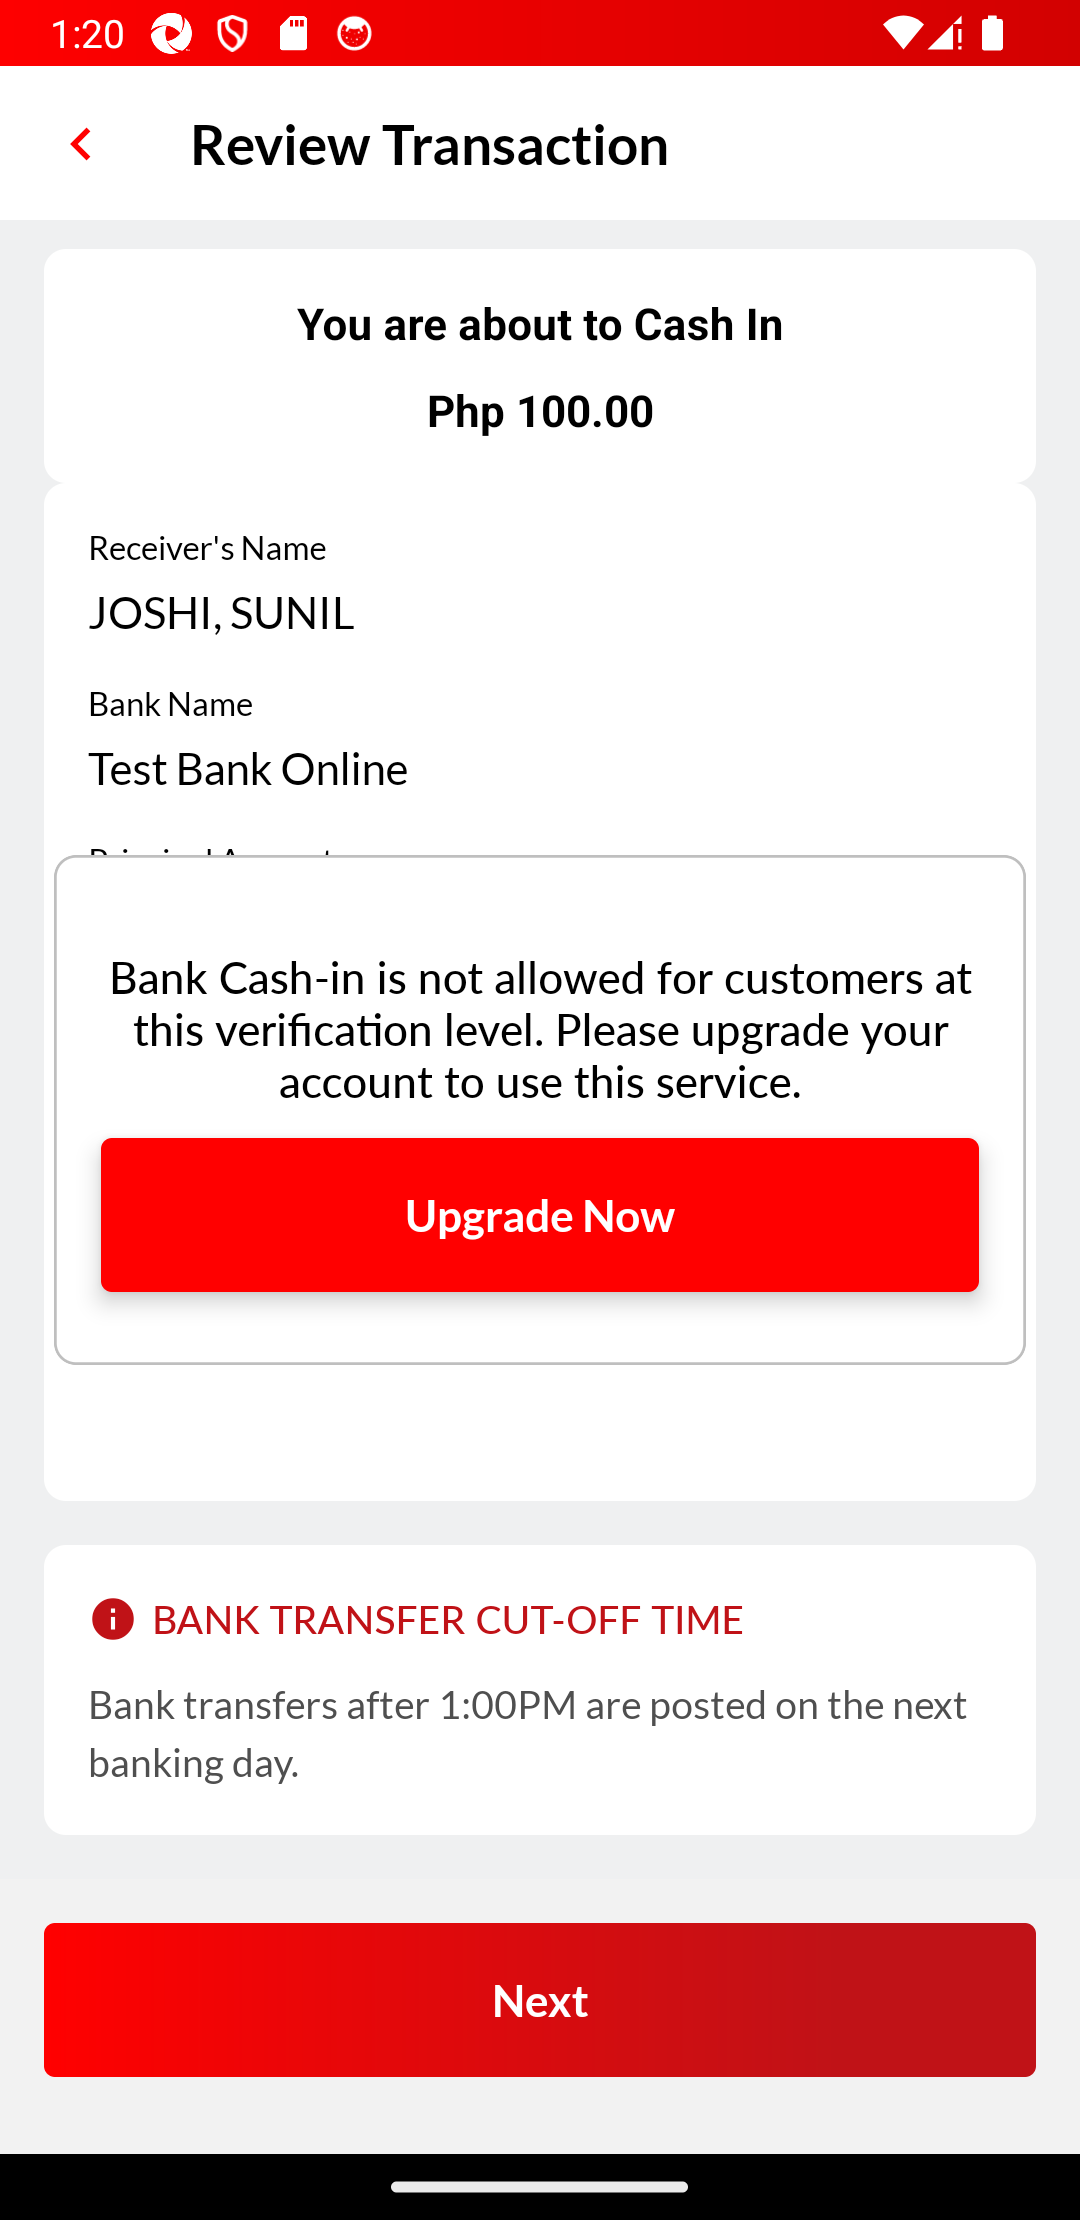 1:20
Review Transaction
You are about to Cash In
Php 100.00
Receiver's Name
JOSHI, SUNIL
Bank Name
Test Bank Online
Bank Cash-in is not allowed for customers at
this verification level. Please upgrade your
account to use this service.
Upgrade Now
BANK TRANSFER CUT-OFF TIME
Bank transfers after 1:00PM are posted on the next
banking day.
Next